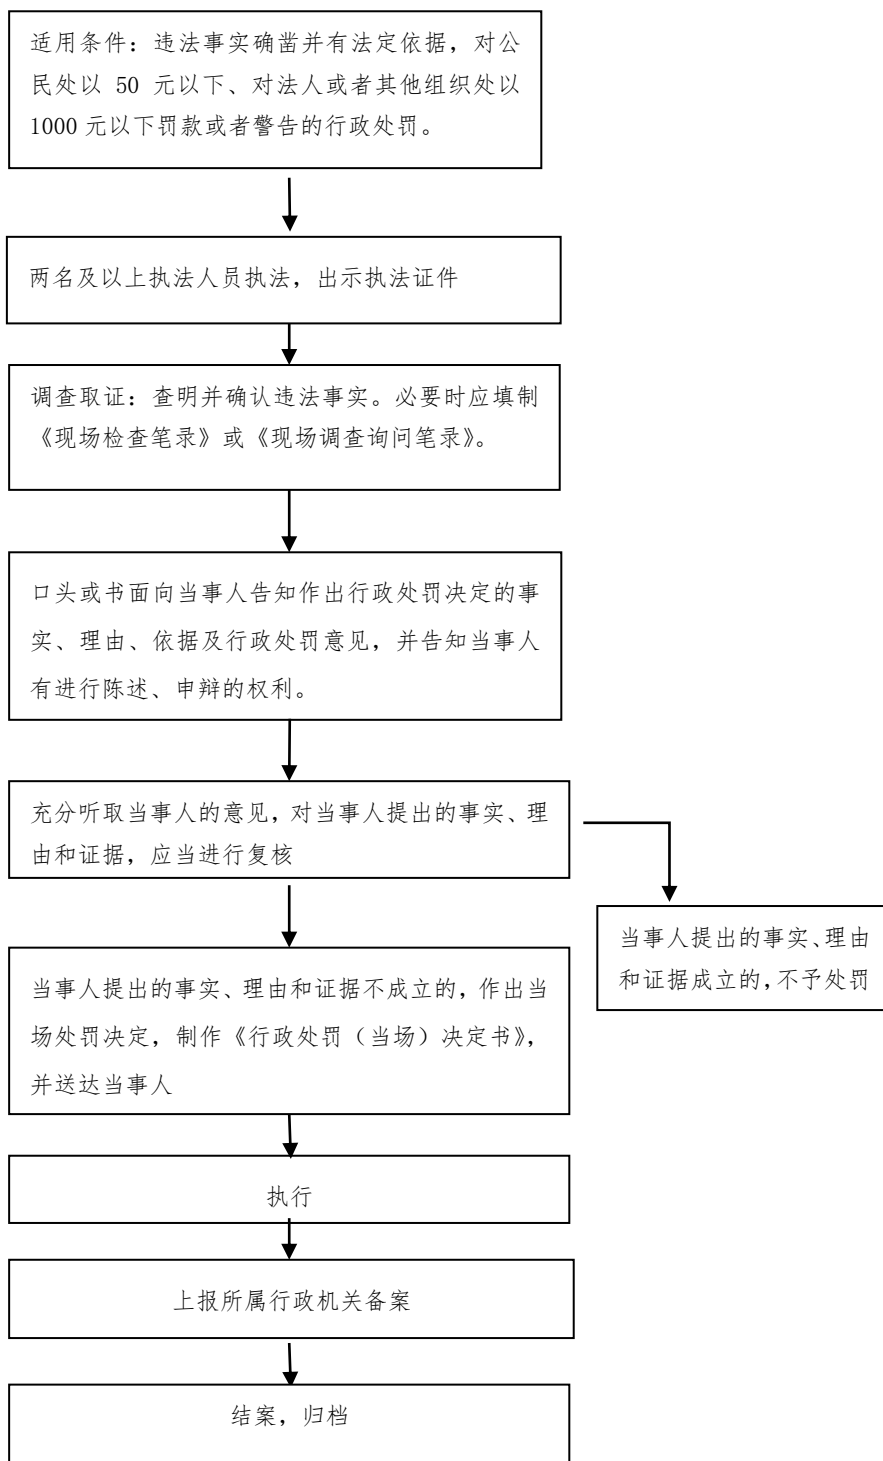 适用条件：违法事实确凿并有法定依据，对公
民处以 50 元以下、对法人或者其他组织处以
1000 元以下罚款或者警告的行政处罚。
两名及以上执法人员执法，出示执法证件
调查取证：查明并确认违法事实。必要时应填制
《现场检查笔录》或《现场调查询问笔录》。
口头或书面向当事人告知作出行政处罚决定的事
实、理由、依据及行政处罚意见，并告知当事人
有进行陈述、申辩的权利。
充分听取当事人的意见，对当事人提出的事实、理
由和证据，应当进行复核
当事人提出的事实、理由
和证据成立的，不予处罚
当事人提出的事实、理由和证据不成立的，作出当
场处罚决定，制作《行政处罚（当场）决定书》，
并送达当事人
执行
上报所属行政机关备案
结案，归档